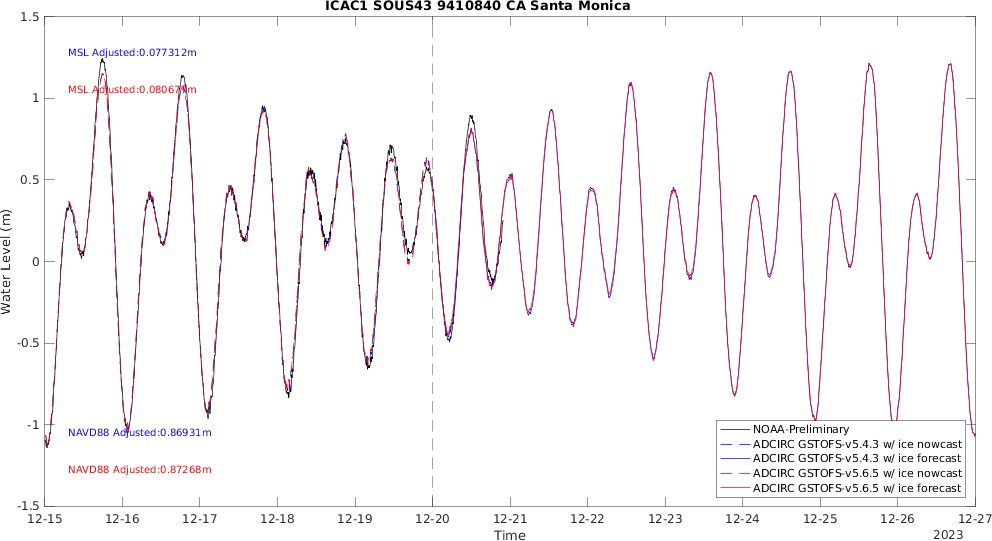 ICAC1 SOUS43 9410840 CA Santa Monica
1.5
MSL Adjusted:0.077312m
MSL Adjusted:0.08067
1
0.5
0
-0.5
-1
-1.5
Water Level (m)
NAVD88 Adjusted:0.86931m
NAVD88 Adjusted:0.87268m
NOAA-Preliminary
ADCIRC GSTOFS-v5.4.3 w/ ice nowcast
ADCIRC GSTOFS-v5.4.3 w/ ice forecast
ADCIRC GSTOFS-v5.6.5 w/ ice nowcast
ADCIRC GSTOFS-v5.6.5 w/ ice forecast
12-15 12-16 12-17 12-18 12-19 12-20 12-21 12-22 12-23 12-24 12-25 12-26 12-27
Time
2023